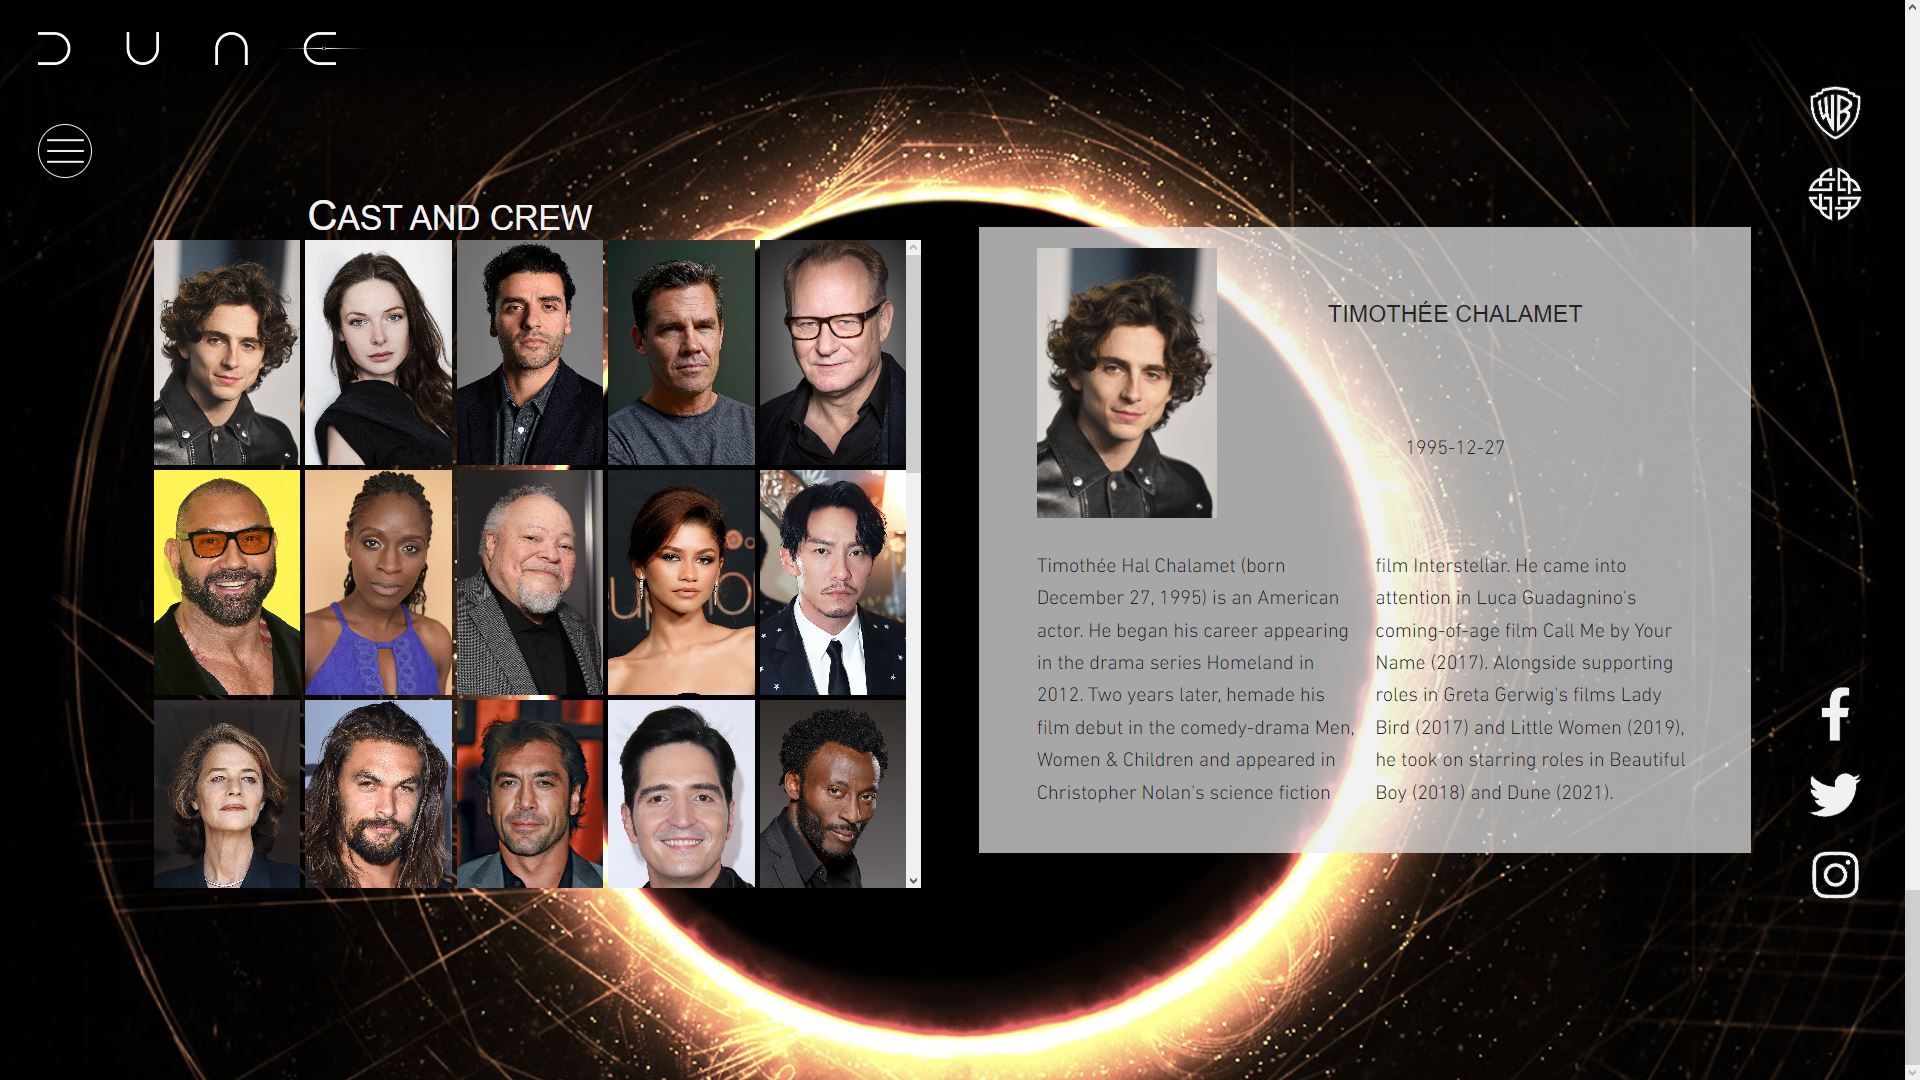 DUNE
WB
CAST AND CREW
TIMOTHÉE CHALAMET
1995-12-27
Timothée Hal Chalamet (born
December 27, 1995) is an American
actor. He began his career appearing
in the drama series Homeland in
2012. Two years later, hemade his
film debut in the comedy-drama Men,
Women & Children and appeared in
Christopher Nolan's science fiction
film Interstellar. He came into
attention in Luca Guadagnino's
coming-of-age film Call Me by Your
Name (2017). Alongside supporting
roles in Greta Gerwig's films Lady
Bird (2017) and Little Women (2019),
he took on starring roles in Beautiful
Boy (2018) and Dune (2021).